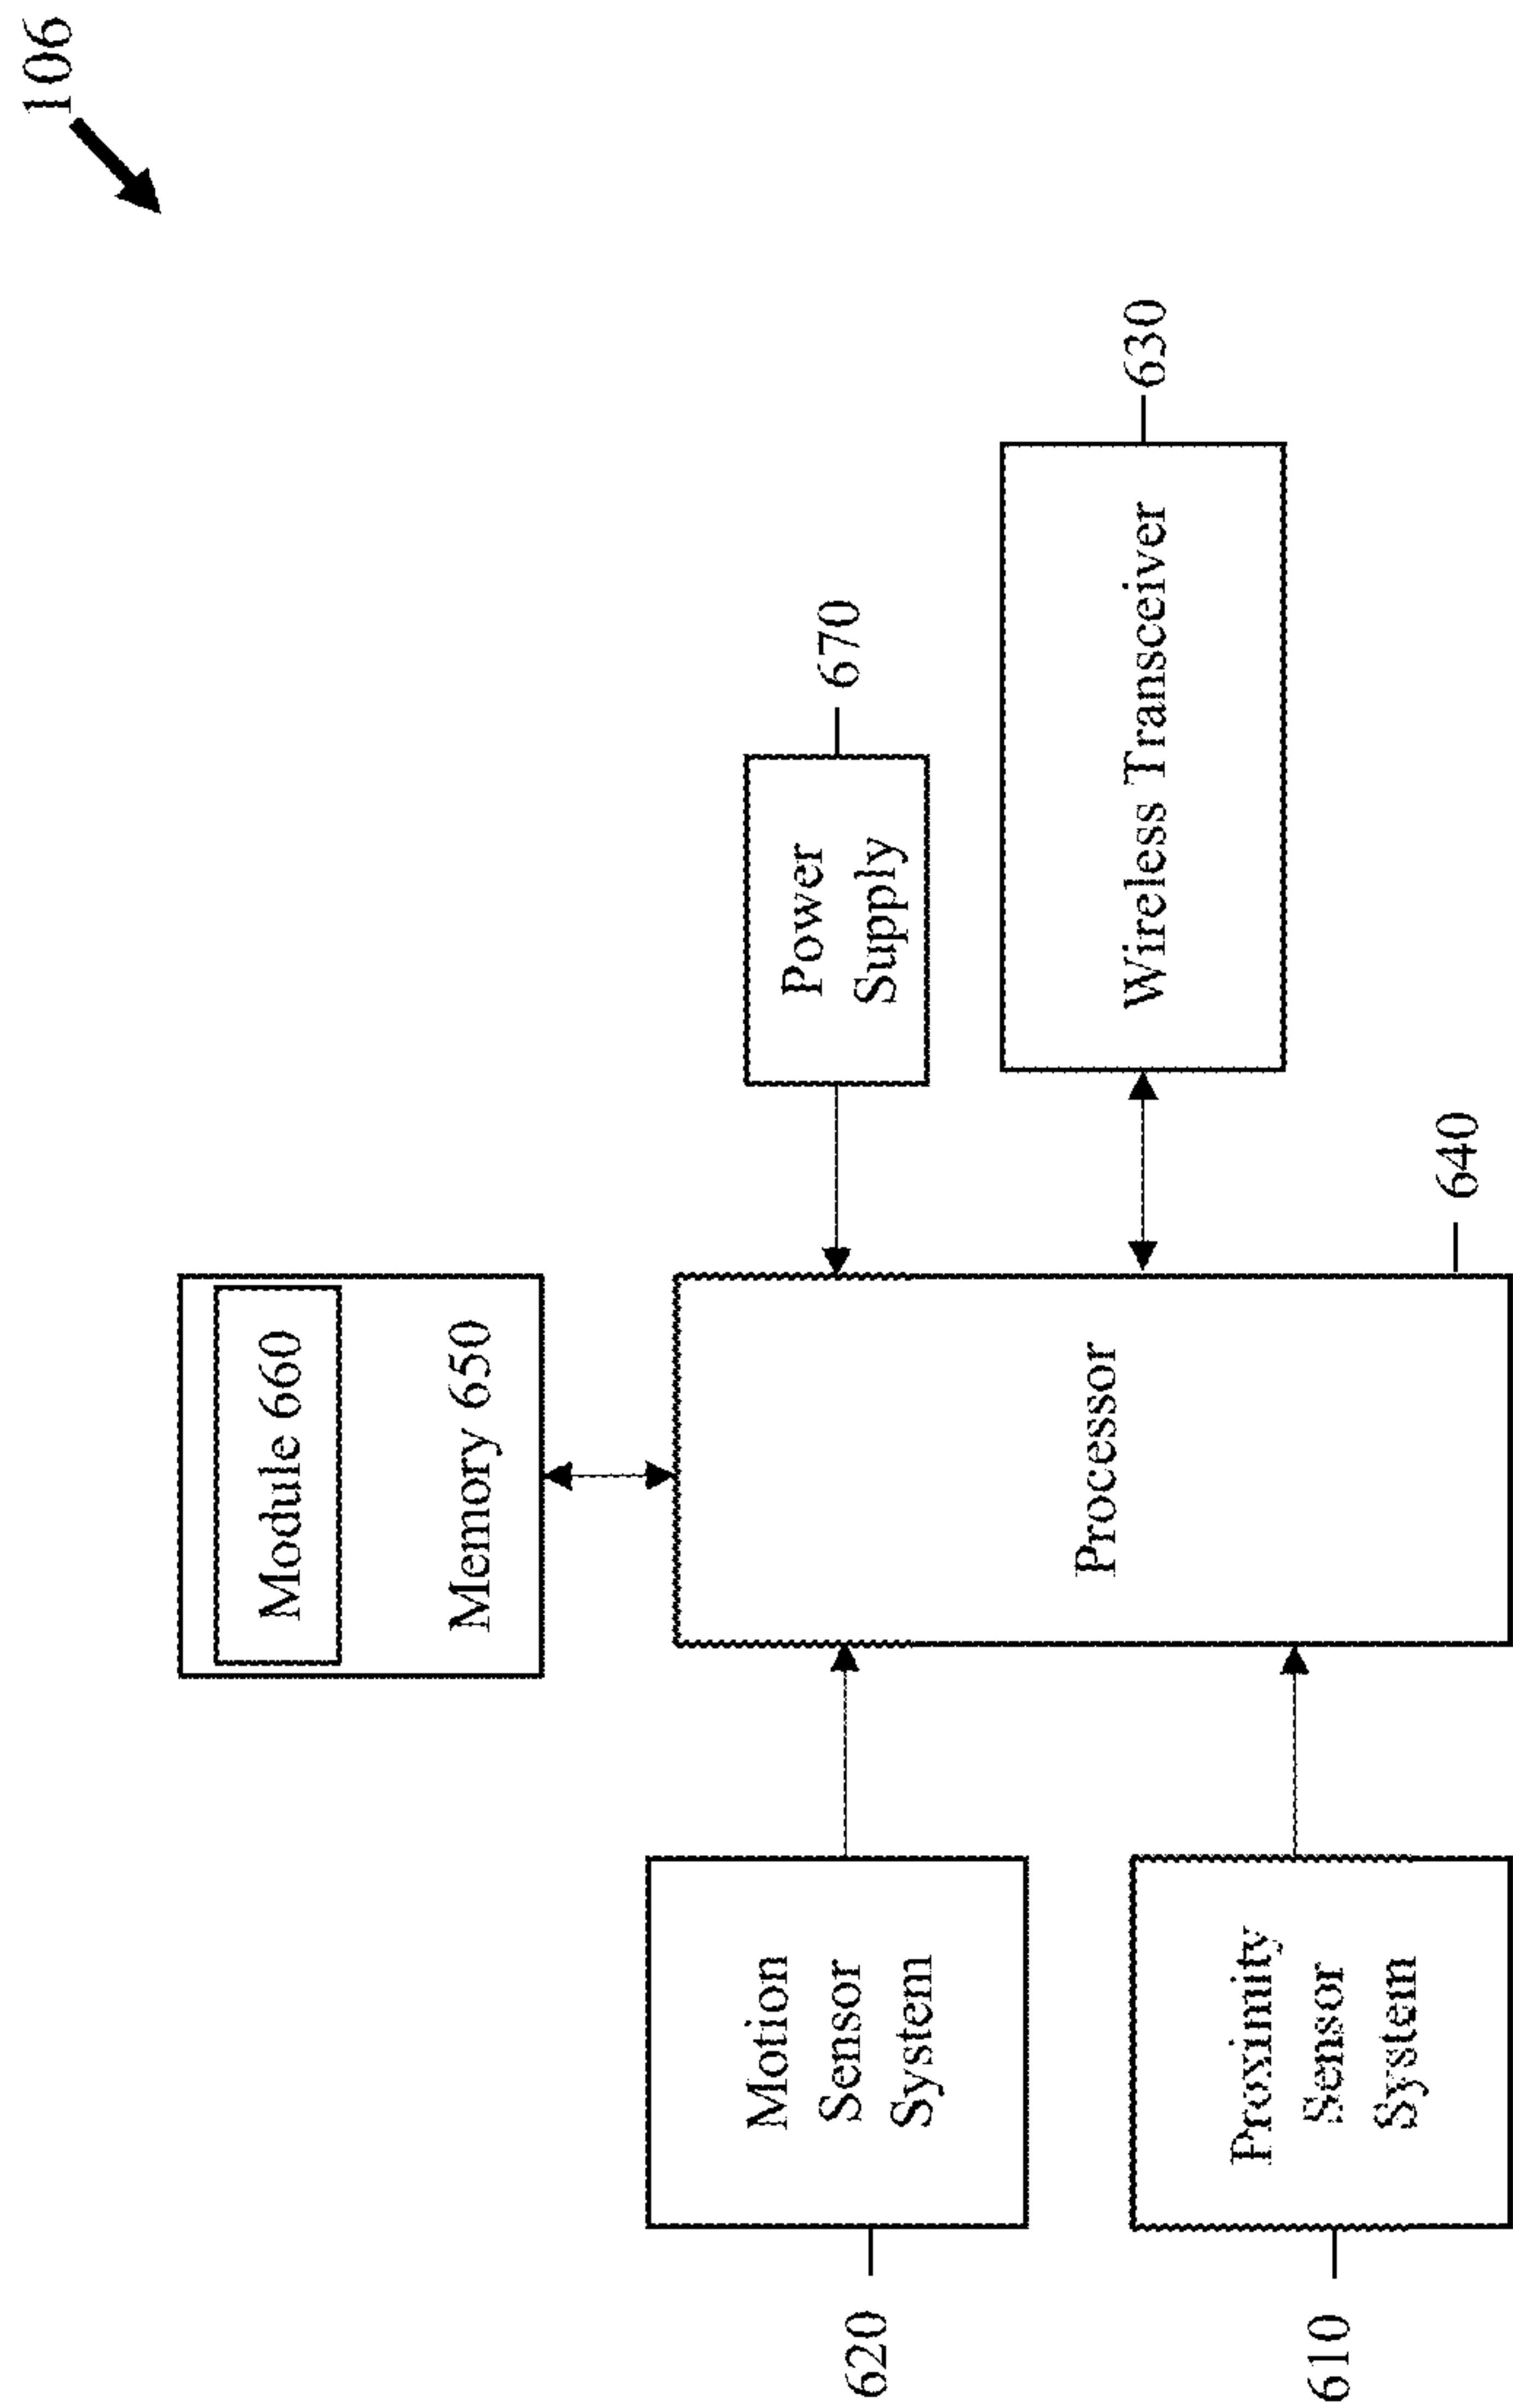 106
Module 660
Memory 650
Motion
Sensor
System
620
Processor
640
Power
Supply
670
Proximity
Sensor
System
610
Wireless Transceiver
630